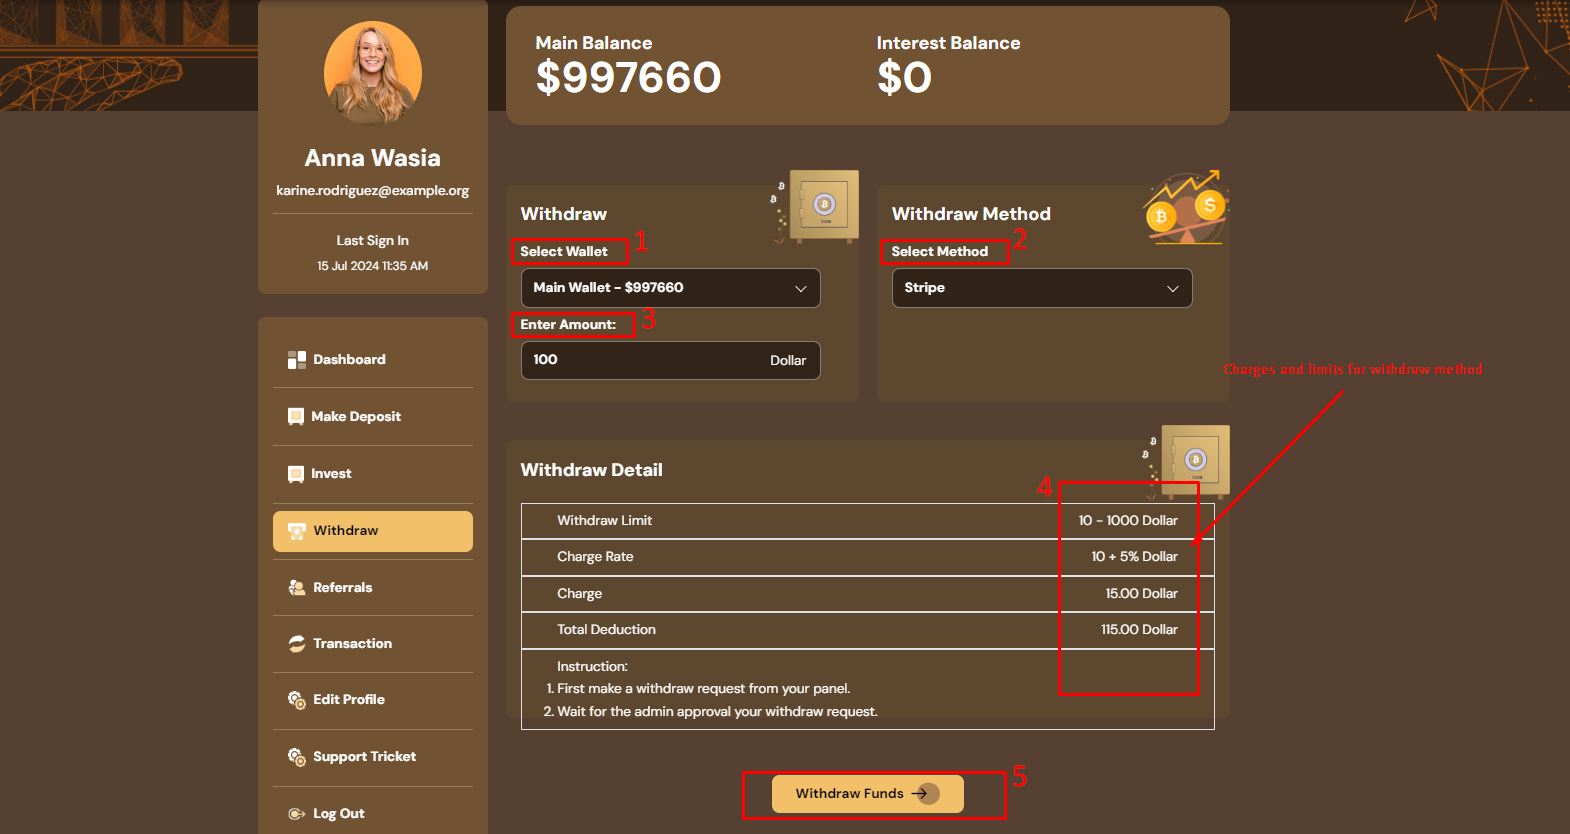 Anna Wasia
karine.rodriguez@example.org
Last Sign In
15 Jul 2024 11:35 AM
Dashboard
Make Deposit
Invest
Withdraw
Referrals
Transaction
Edit Profile
Support Tricket
Log Out
Main Balance
$997660
Interest Balance
$0
Withdraw
Select Wallet
1
Main Wallet - $997660
Enter Amount:
3
100 Dollar
Withdraw Method
Select Method
2
Stripe
Charges and limits for withdraw method
Withdraw Detail
4
Withdraw Limit 10 - 1000 Dollar
Charge Rate 10 + 5% Dollar
Charge 15.00 Dollar
Total Deduction 115.00 Dollar
Instruction:
1. First make a withdraw request from your panel.
2. Wait for the admin approval your withdraw request.
Withdraw Funds
5